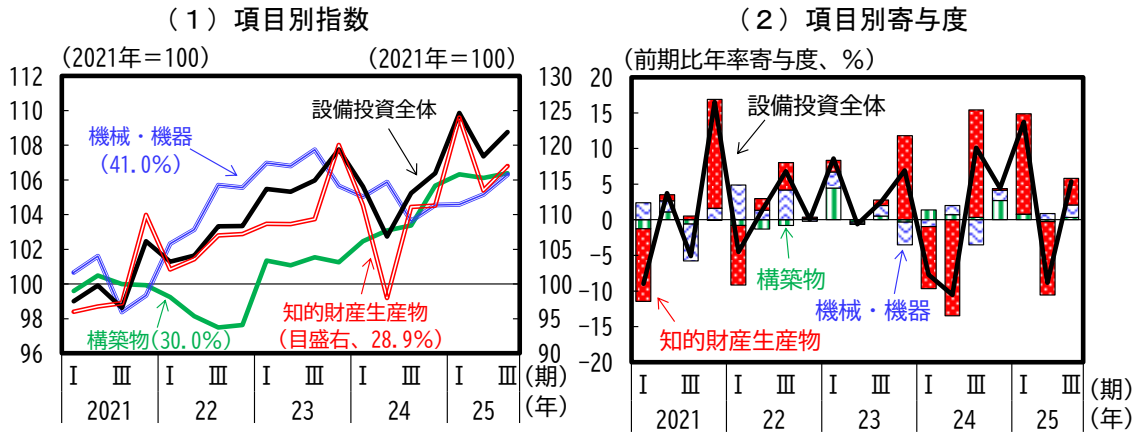 (1)項目別指数
(2021年=100)
(2021年=100)
112
110
108
106
104
102
100
98
96
130
125
120
115
110
105
100
95
90
設備投資全体
機械・機器
(41.0%)
知的財産生産物
(目盛右、28.9%)
構築物(30.0%)
Ⅰ Ⅲ Ⅰ Ⅲ Ⅰ Ⅲ Ⅰ Ⅲ Ⅰ Ⅲ (期)
2021 22 23 24 25 (年)
(2)項目別寄与度
(前期比年率寄与度、%)
20
15
10
5
0
−5
−10
−15
−20
設備投資全体
構築物
機械・機器
知的財産生産物
Ⅰ Ⅲ Ⅰ Ⅲ Ⅰ Ⅲ Ⅰ Ⅲ Ⅰ Ⅲ (期)
2021 22 23 24 25 (年)